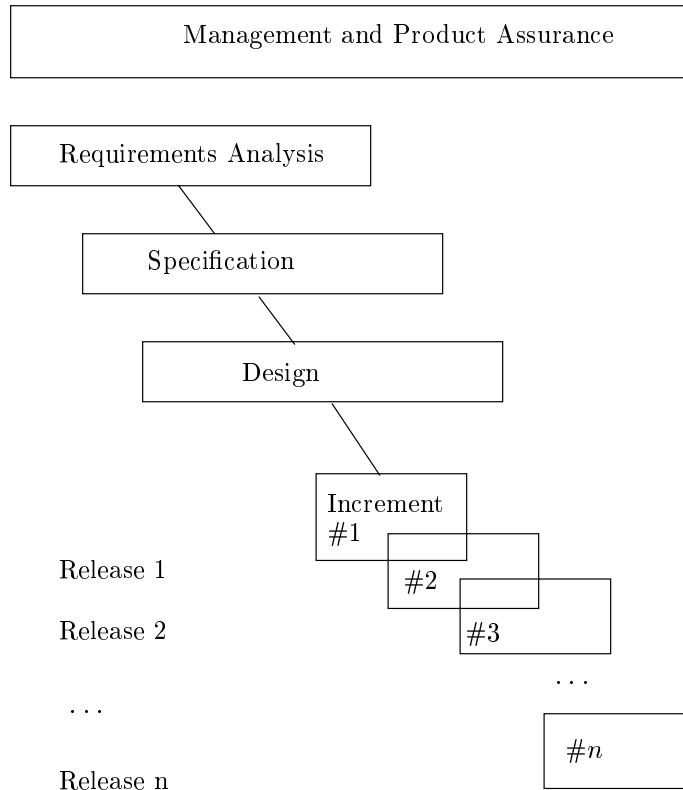 Management and Product Assurance
Requirements Analysis
Specification
Design
Increment
#1
Release 1
#2
Release 2
#3
...
...
#n
Release n